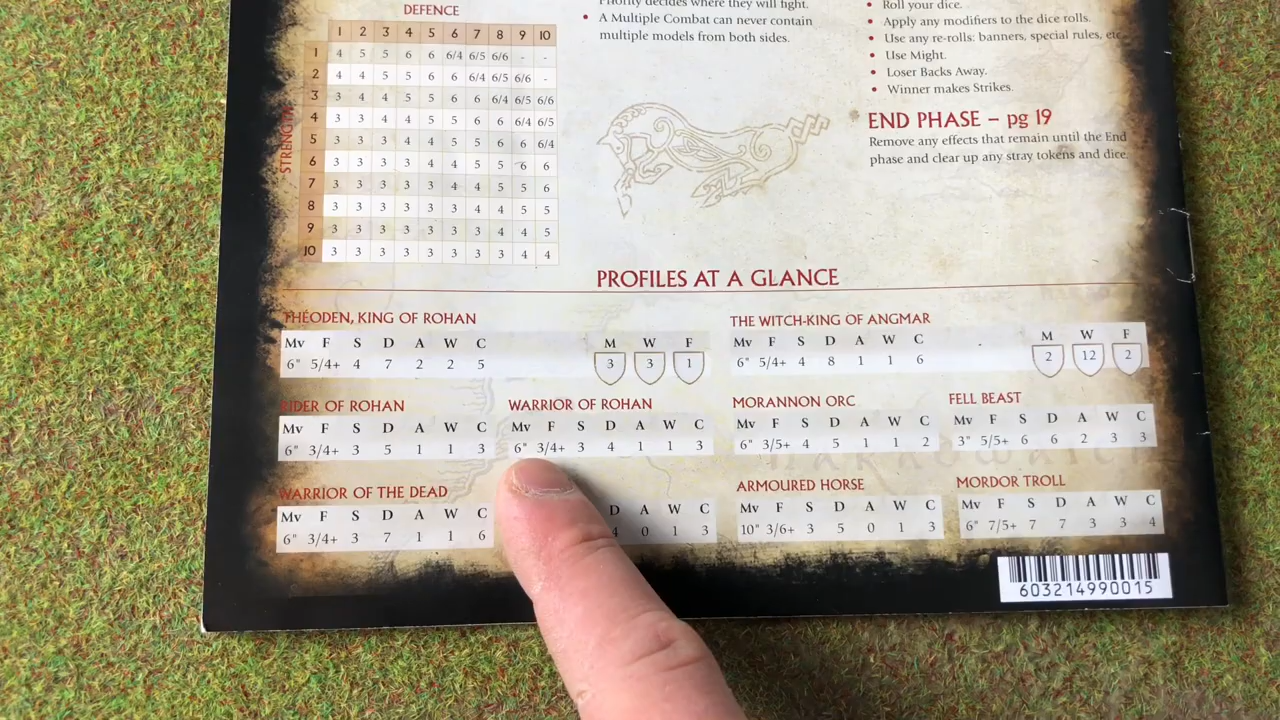 DEFENCE
1 2 3 4 5 6 7 8 9 10
1 4 5 5 6 6 6/4 6/5 6/6 - -
2 4 4 5 5 6 6 6/4 6/5 6/6 -
3 3 4 4 5 5 6 6 6/4 6/5 6/6
4 3 3 4 4 5 5 6 6 6/4 6/5
5 3 3 3 4 4 5 5 6 6 6/4
6 3 3 3 3 4 4 5 5 6 6
7 3 3 3 3 3 4 4 5 5 6
8 3 3 3 3 3 3 4 4 5 5
9 3 3 3 3 3 3 3 4 4 5
10 3 3 3 3 3 3 3 3 4 4
STRENGTH
Priority decides where they will fight.
• A Multiple Combat can never contain
multiple models from both sides.
• Roll your dice.
• Apply any modifiers to the dice rolls.
• Use any re-rolls: banners, special rules, etc.
• Use Might.
• Loser Backs Away.
• Winner makes Strikes.
END PHASE – pg 19
Remove any effects that remain until the End
phase and clear up any stray tokens and dice.
PROFILES AT A GLANCE
THÉODEN, KING OF ROHAN
Mv F S D A W C M W F
6" 5/4+ 4 7 2 2 5 3 3 1
THE WITCH-KING OF ANGMAR
Mv F S D A W C M W F
6" 5/4+ 4 8 1 1 6 2 12 2
RIDER OF ROHAN
Mv F S D A W C
6" 3/4+ 3 5 1 1 3
WARRIOR OF ROHAN
Mv F S D A W C
6" 3/4+ 3 4 1 1 3
MORANNON ORC
Mv F S D A W C
6" 3/5+ 4 5 1 1 2
FELL BEAST
Mv F S D A W C
3" 5/5+ 6 6 2 3 3
WARRIOR OF THE DEAD
Mv F S D A W C
6" 3/4+ 3 7 1 1 6
D A W C
4 0 1 3
ARMOURED HORSE
Mv F S D A W C
10" 3/6+ 3 5 0 1 3
MORDOR TROLL
Mv F S D A W C
6" 7/5+ 7 7 3 3 4
603214990015